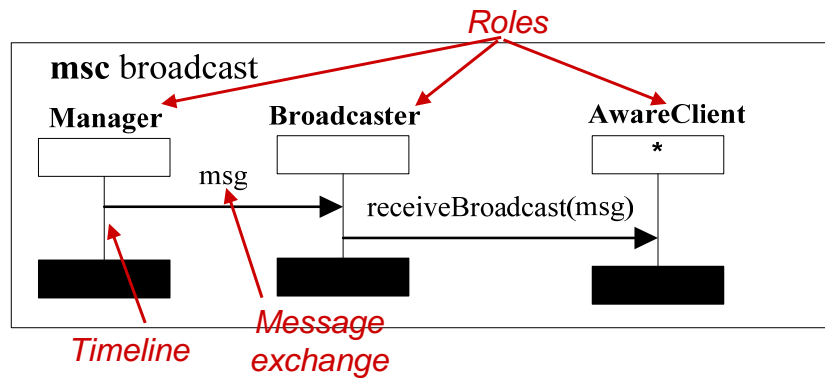 Roles
msc broadcast
Manager
Broadcaster
AwareClient
*
msg
receiveBroadcast(msg)
Timeline
Message
exchange